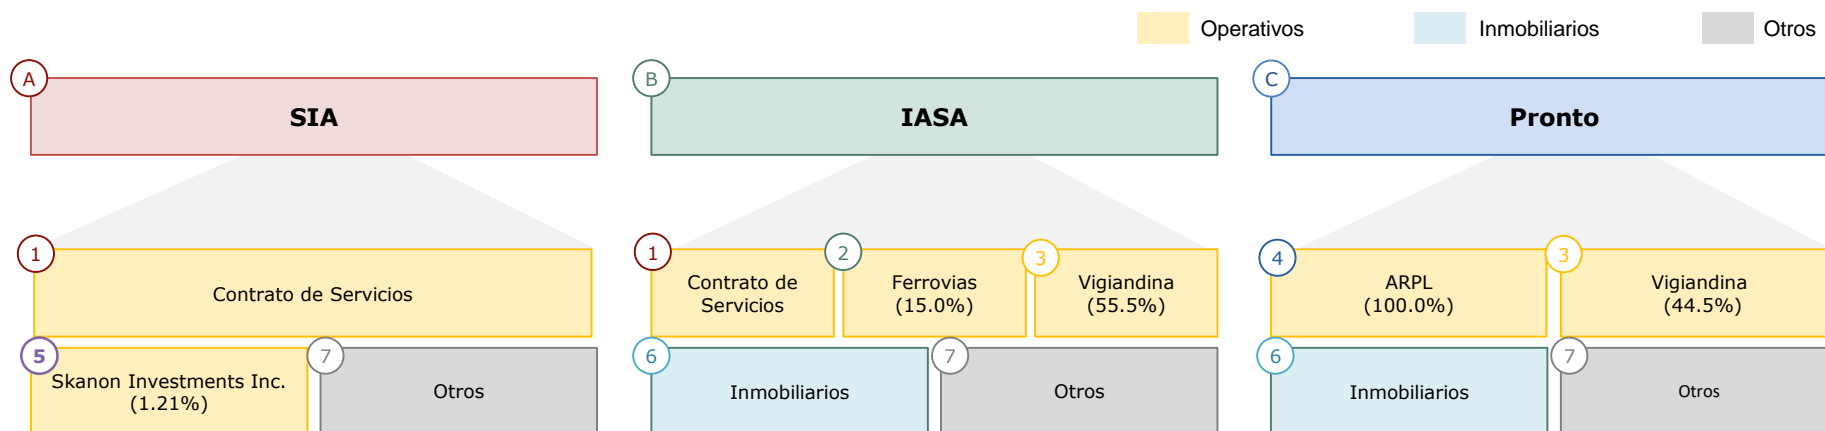 Operativos
Inmobiliarios
Otros
A
SIA
B
IASA
C
Pronto
1
Contrato de Servicios
1
Contrato de
Servicios
2
Ferrovias
(15.0%)
3
Vigiandina
(55.5%)
4
ARPL
(100.0%)
3
Vigiandina
(44.5%)
5
Skanon Investments Inc.
(1.21%)
7
Otros
6
Inmobiliarios
7
Otros
6
Inmobiliarios
7
Otros